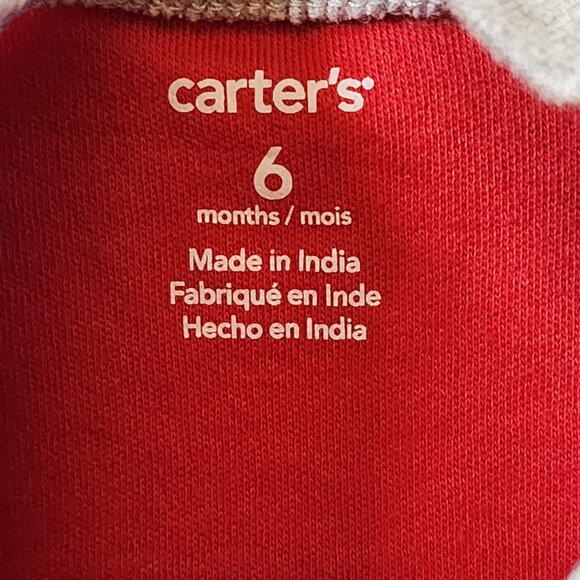 carter's
6
months / mois
Made in India
Fabriqué en Inde
Hecho en India